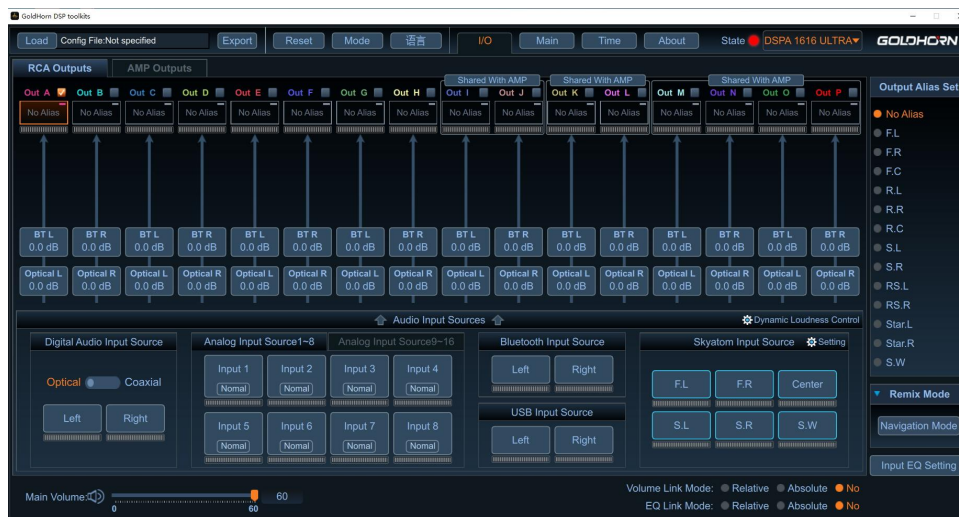 GoldHorn DSP toolkits
Load Config File:Not specified Export Reset Mode 语言 I/O Main Time About State DSPA 1616 ULTRA GOLDHORN
RCA Outputs AMP Outputs
Shared With AMP Shared With AMP Shared With AMP
Out A Out B Out C Out D Out E Out F Out G Out H Out I Out J Out K Out L Out M Out N Out O Out P
No Alias No Alias No Alias No Alias No Alias No Alias No Alias No Alias No Alias No Alias No Alias No Alias No Alias No Alias No Alias No Alias
BT L BT R BT L BT R BT L BT R BT L BT R BT L BT R BT L BT R BT L BT R BT L BT R
0.0 dB 0.0 dB 0.0 dB 0.0 dB 0.0 dB 0.0 dB 0.0 dB 0.0 dB 0.0 dB 0.0 dB 0.0 dB 0.0 dB 0.0 dB 0.0 dB 0.0 dB 0.0 dB
Optical L Optical R Optical L Optical R Optical L Optical R Optical L Optical R Optical L Optical R Optical L Optical R Optical L Optical R Optical L Optical R
0.0 dB 0.0 dB 0.0 dB 0.0 dB 0.0 dB 0.0 dB 0.0 dB 0.0 dB 0.0 dB 0.0 dB 0.0 dB 0.0 dB 0.0 dB 0.0 dB 0.0 dB 0.0 dB
Output Alias Set
No Alias
F.L
F.R
F.C
R.L
R.R
R.C
S.L
S.R
RS.L
RS.R
Star.L
Star.R
S.W
Remix Mode
Navigation Mode
Input EQ Setting
Audio Input Sources Dynamic Loudness Control
Digital Audio Input Source
Optical Coaxial
Left Right
Analog Input Source1~8 Analog Input Source9~16
Input 1 Input 2 Input 3 Input 4
Normal Normal Normal Normal
Input 5 Input 6 Input 7 Input 8
Normal Normal Normal Normal
Bluetooth Input Source
Left Right
USB Input Source
Left Right
Skyatom Input Source Setting
F.L F.R Center
S.L S.R S.W
Main Volume: 60
0 60
Volume Link Mode: Relative Absolute No
EQ Link Mode: Relative Absolute No